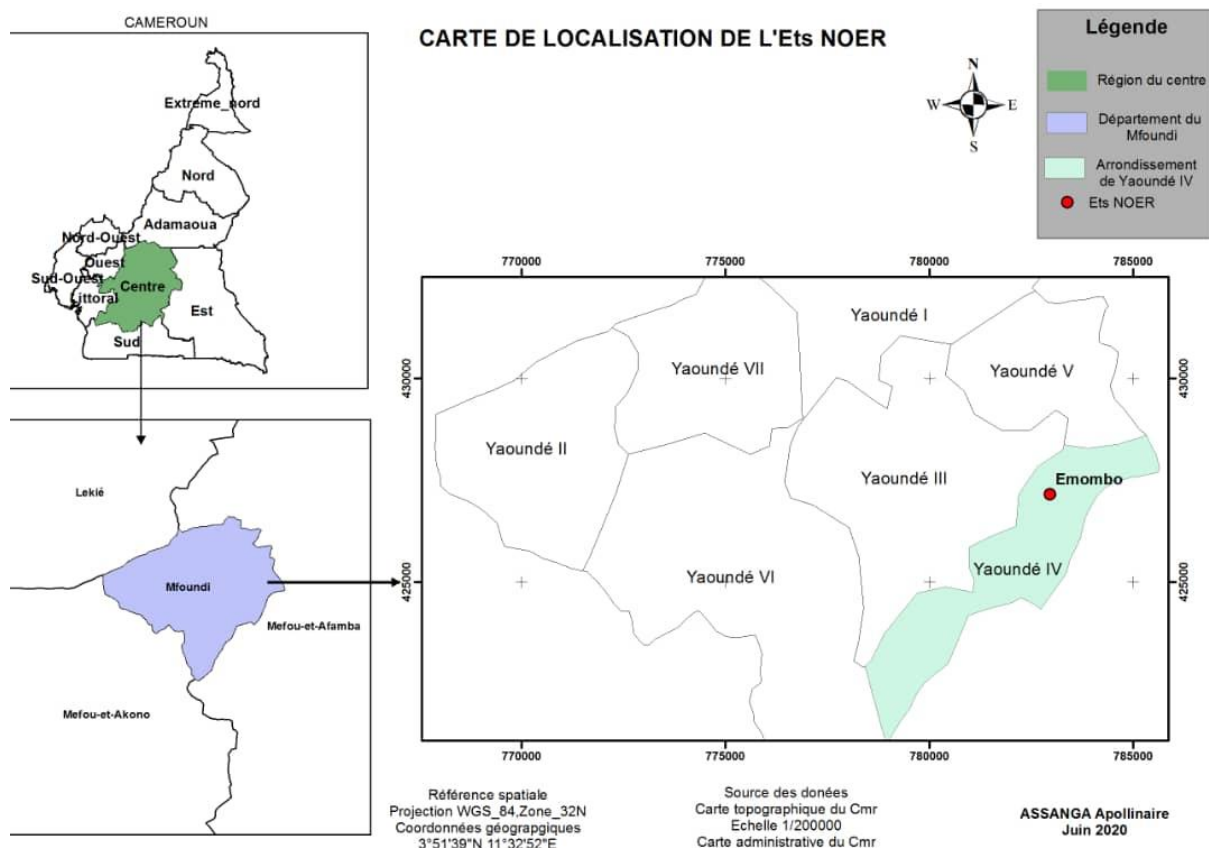 CAMEROUN
CARTE DE LOCALISATION DE L'Ets NOER
Légende
Région du centre
Département du
Mfoundi
Arrondissement
de Yaoundé IV
Ets NOER
N
W
E
S
Extreme_nord
Nord
Adamaoua
Nord-Ouest
Ouest
Sud-Ouest
Centre
Littoral
Est
Sud
Lekié
Mfoundi
Mefou-et-Afamba
Mefou-et-Akono
770000
775000
780000
785000
430000
430000
425000
425000
Yaoundé I
Yaoundé VII
Yaoundé V
Yaoundé II
Yaoundé III
Emombo
Yaoundé VI
Yaoundé IV
770000
775000
780000
785000
Référence spatiale
Projection WGS_84,Zone_32N
Coordonnées géograpgiques
3°51'39"N 11°32'52"E
Source des donées
Carte topographique du Cmr
Echelle 1/200000
Carte administrative du Cmr
ASSANGA Apollinaire
Juin 2020